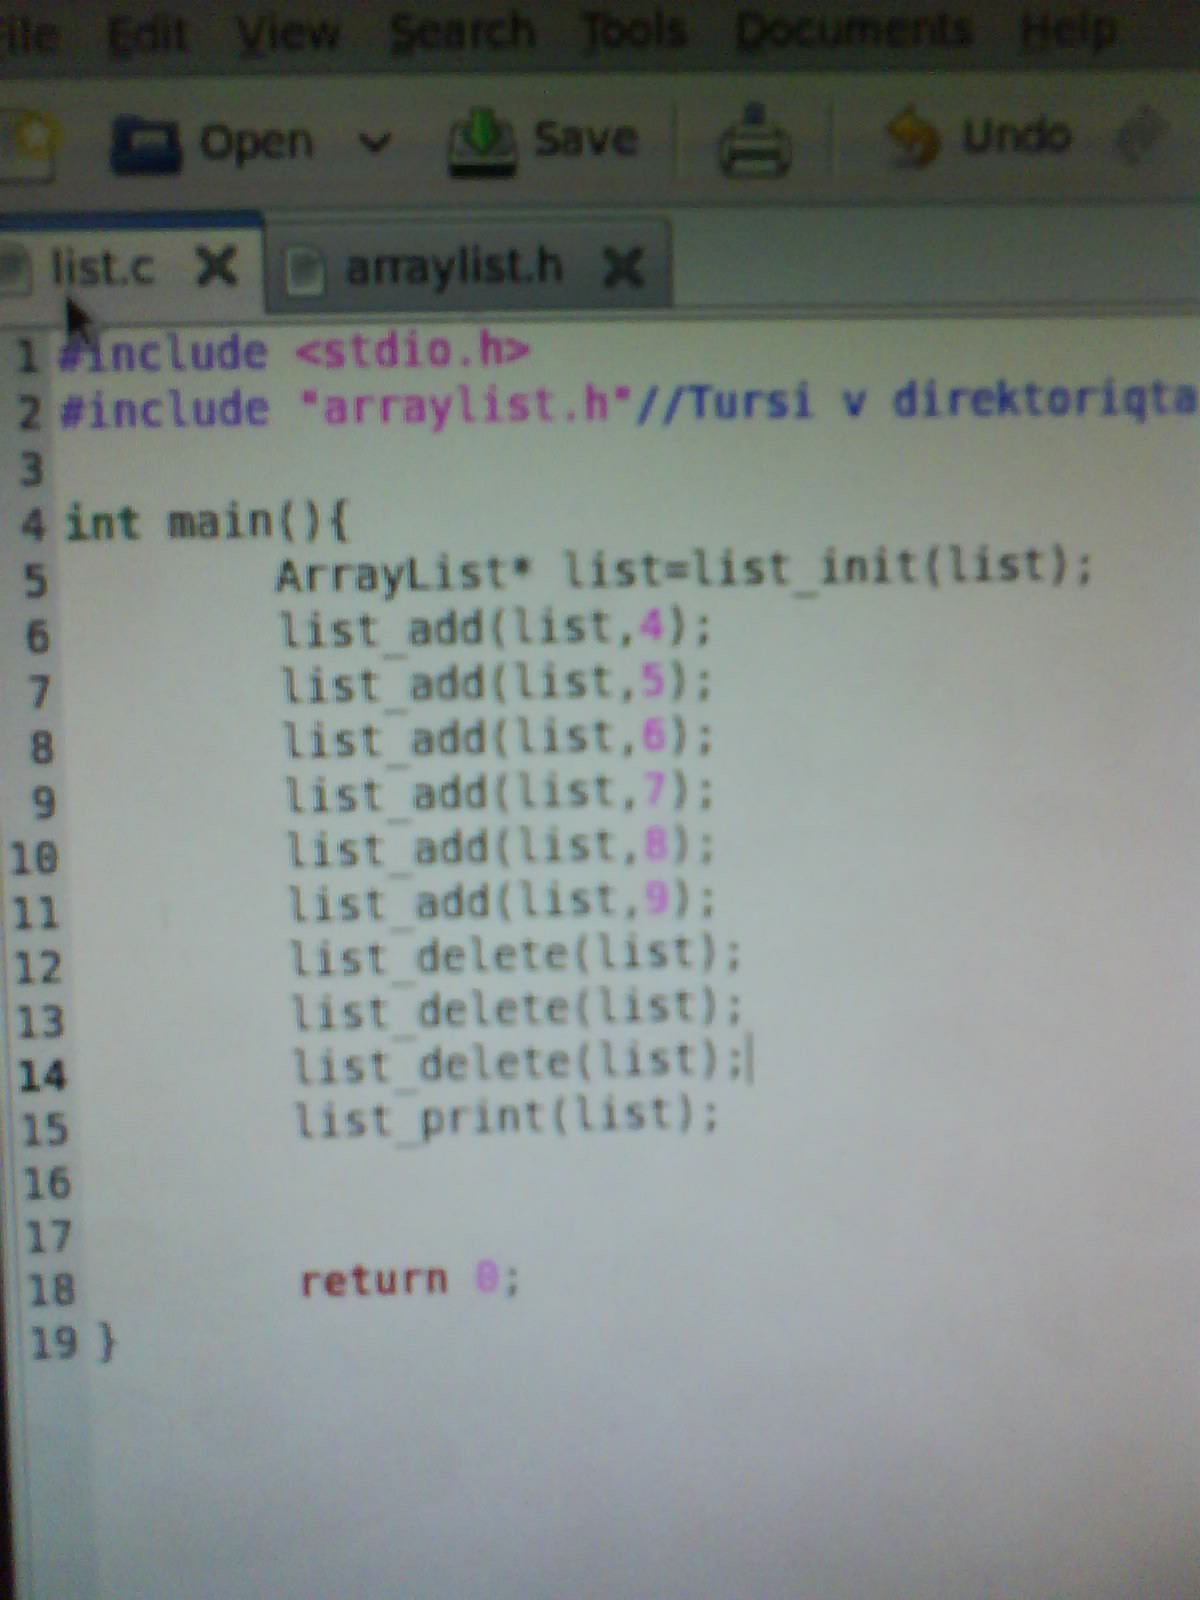 File Edit View Search Tools Documents Help
Open Save Undo
list.c arraylist.h
1 #include <stdio.h>
2 #include "arraylist.h"//Tursi v direktoriqta
3
4 int main(){
5 ArrayList* list=list_init(list);
6 list_add(list,4);
7 list_add(list,5);
8 list_add(list,6);
9 list_add(list,7);
10 list_add(list,8);
11 list_add(list,9);
12 list_delete(list);
13 list_delete(list);
14 list_delete(list);
15 list_print(list);
16
17
18 return 0;
19 }